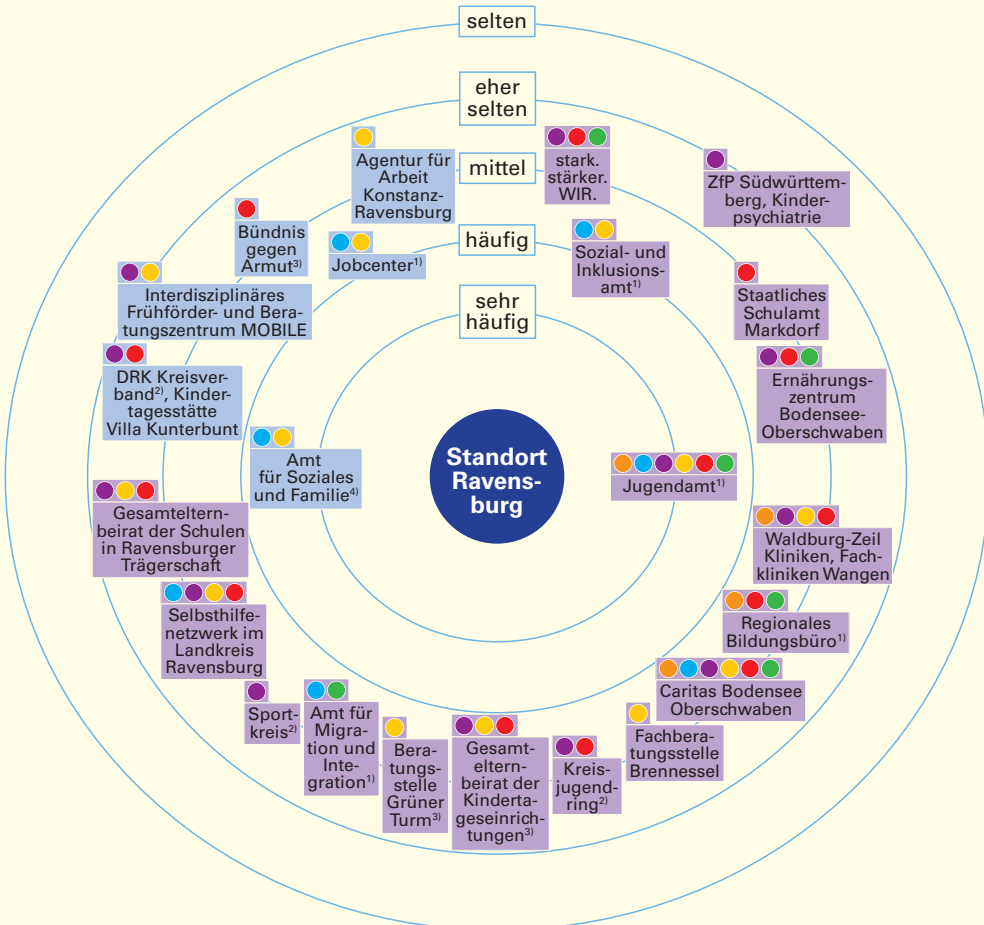 selten
eher
selten
mittel
häufig
sehr
häufig
Agentur für
Arbeit
Konstanz-
Ravensburg
stark.
stärker.
WIR.
ZfP Südwürttem-
berg, Kinder-
psychiatrie
Bündnis
gegen
Armut³⁾
Jobcenter¹⁾
Sozial- und
Inklusions-
amt¹⁾
Interdisziplinäres
Frühförder- und Bera-
tungszentrum MOBILE
Staatliches
Schulamt
Markdorf
DRK Kreisver-
band²⁾, Kinder-
tagesstätte
Villa Kunterbunt
Ernährungs-
zentrum
Bodensee-
Oberschwaben
Amt
für Soziales
und Familie⁴⁾
Standort
Ravens-
burg
Jugendamt¹⁾
Gesamteltern-
beirat der Schulen
in Ravensburger
Trägerschaft
Waldburg-Zeil
Kliniken, Fach-
kliniken Wangen
Selbsthilfe-
netzwerk im
Landkreis
Ravensburg
Regionales
Bildungsbüro¹⁾
Caritas Bodensee
Oberschwaben
Sport-
kreis²⁾
Amt für
Migra-
tion und
Inte-
gration¹⁾
Bera-
tungs-
stelle
Grüner
Turm³⁾
Gesamt-
eltern-
beirat der
Kinderta-
geseinrich-
tungen³⁾
Kreis-
jugend-
ring²⁾
Fachbera-
tungsstelle
Brennessel